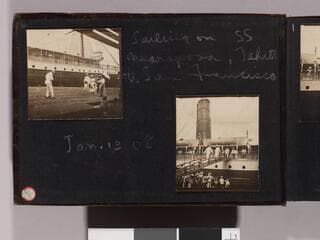 Sailing on SS
Mariposa, Tahiti
to San Francisco
Jan. 13 08